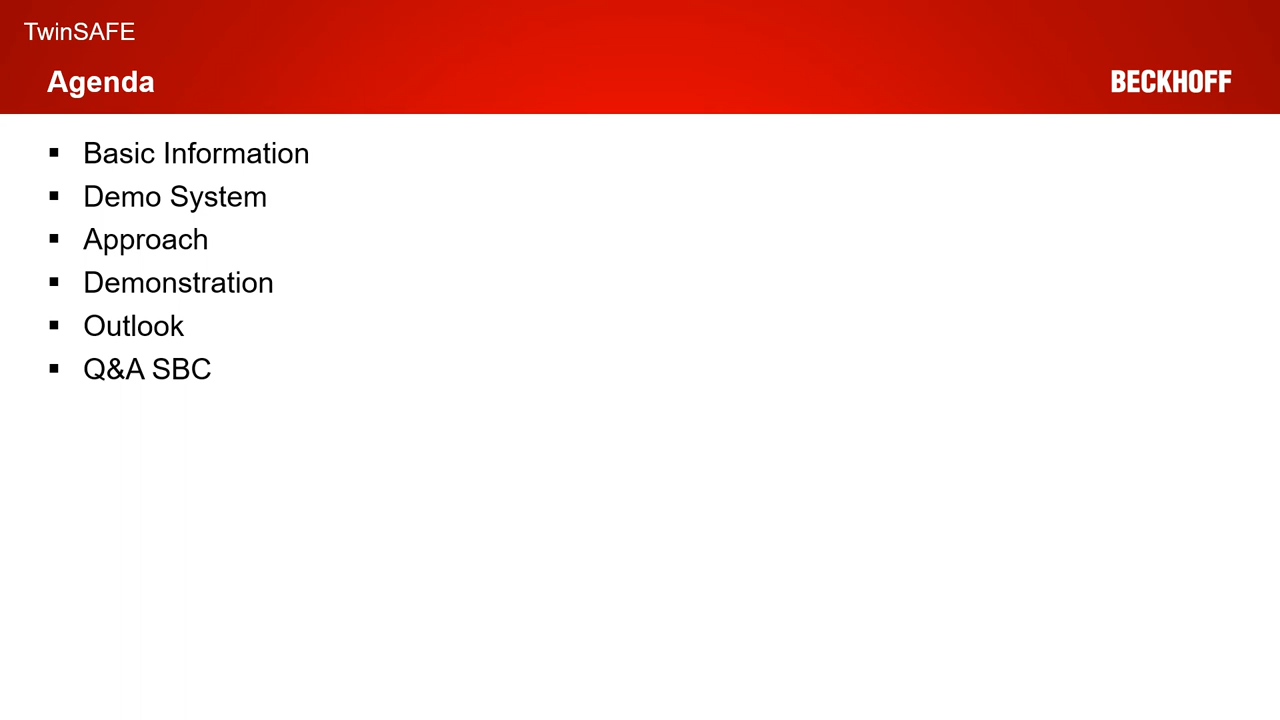 TwinSAFE
Agenda
BECKHOFF
▪ Basic Information
▪ Demo System
▪ Approach
▪ Demonstration
▪ Outlook
▪ Q&A SBC